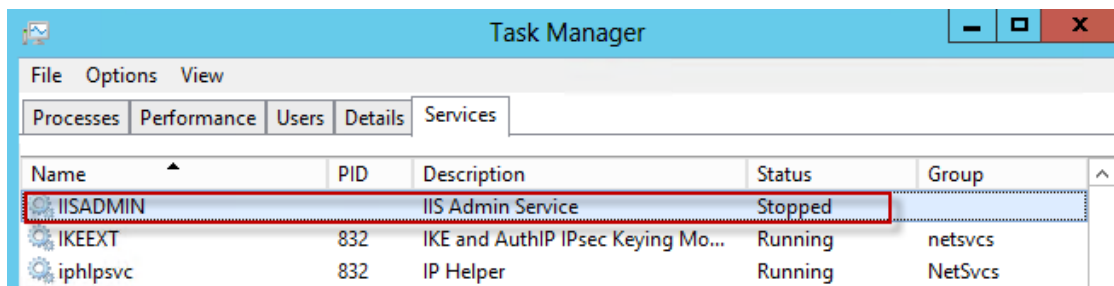 Task Manager
File Options View
Processes Performance Users Details Services
Name PID Description Status Group
IISADMIN IIS Admin Service Stopped
IKEEXT 832 IKE and AuthIP IPsec Keying Mo... Running netsvcs
iphlpsvc 832 IP Helper Running NetSvcs